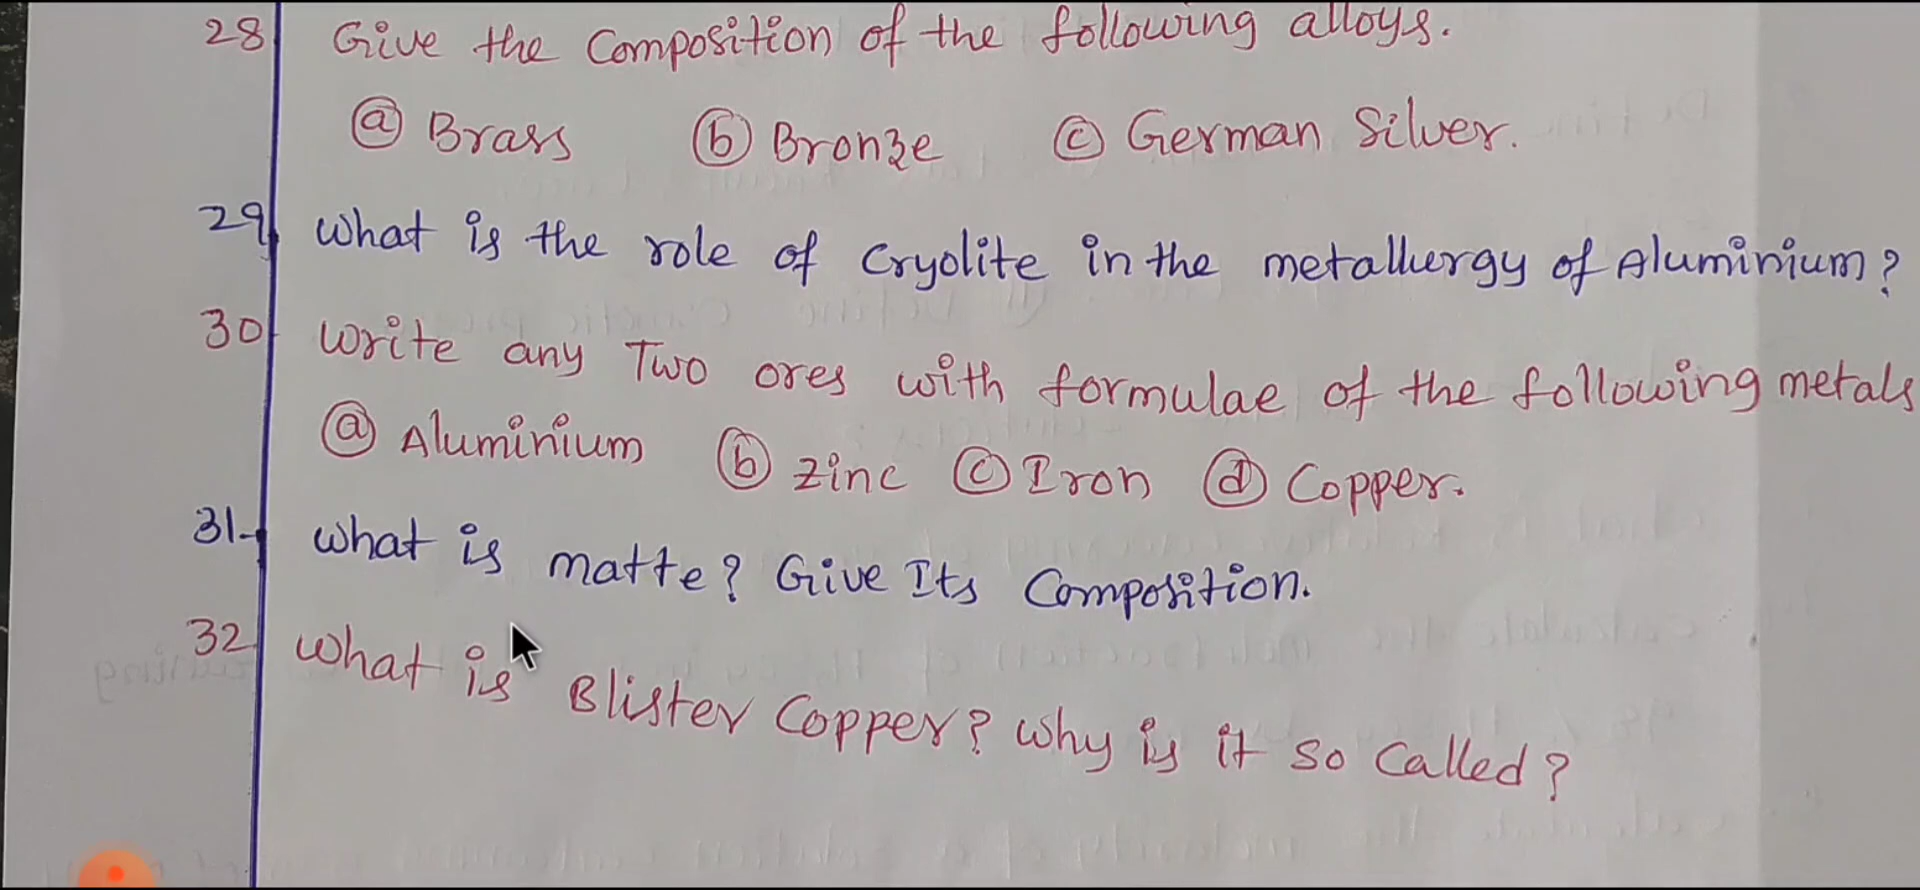 28 Give the Composition of the following alloys.
ⓐ Brass ⓑ Bronze ⓒ German Silver.
29 What is the role of Cryolite in the metallurgy of Aluminium?
30 Write any Two ores with formulae of the following metals
ⓐ Aluminium ⓑ Zinc ⓒ Iron ⓓ Copper.
31. What is matte? Give Its Composition.
32 What is Blister Copper? Why is it so Called?